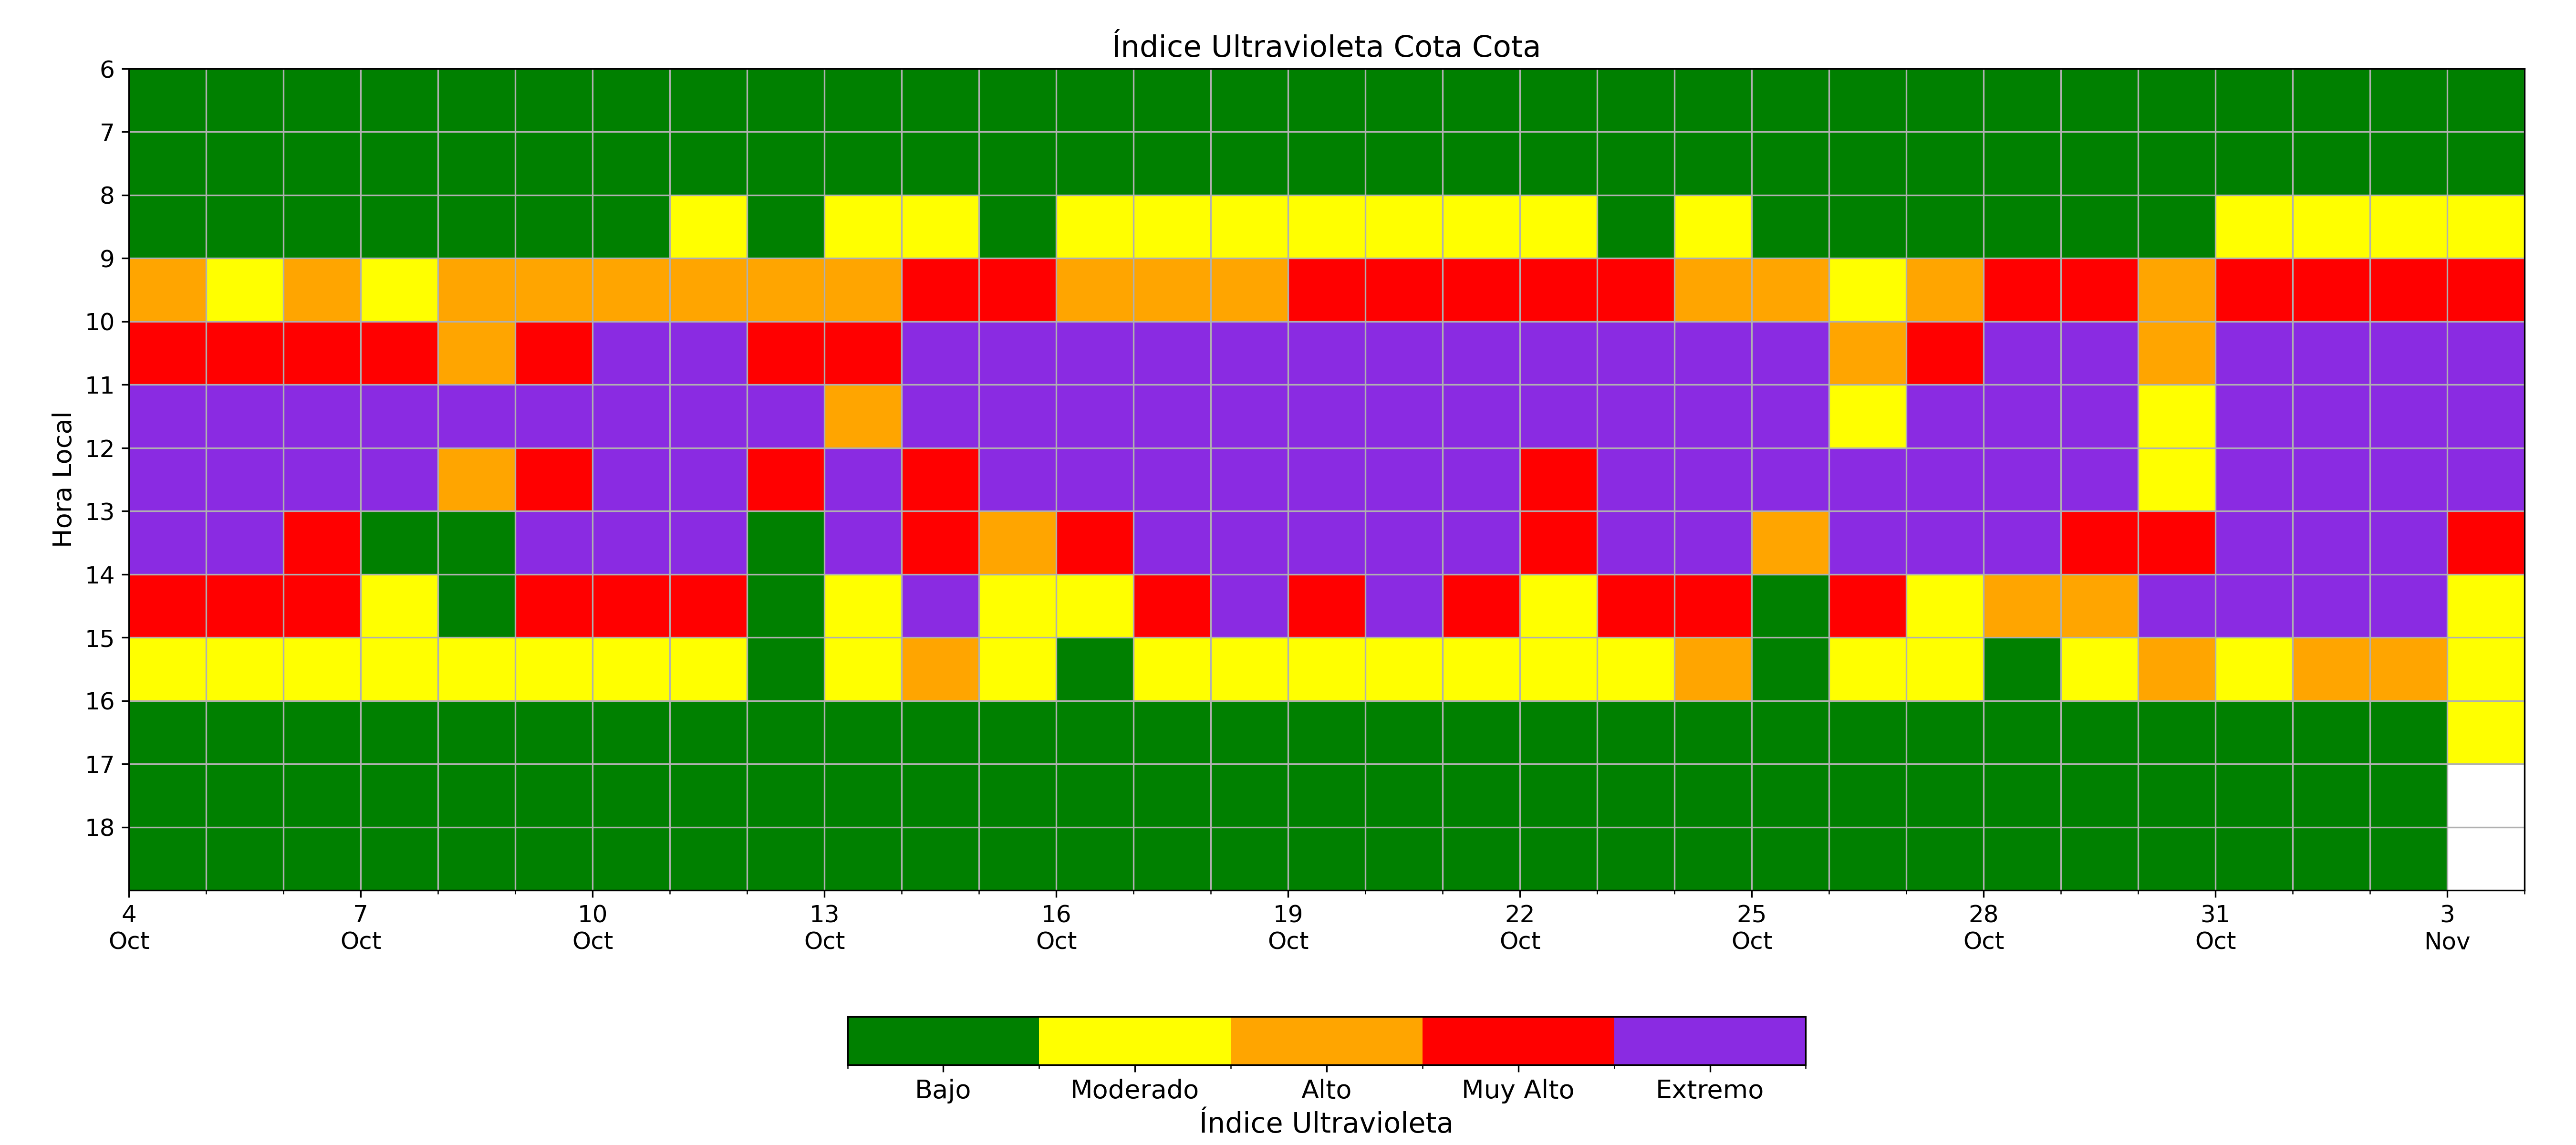 Índice Ultravioleta Cota Cota
Hora Local
6
7
8
9
10
11
12
13
14
15
16
17
18
4 7 10 13 16 19 22 25 28 31 3
Oct Oct Oct Oct Oct Oct Oct Oct Oct Oct Nov
Bajo Moderado Alto Muy Alto Extremo
Índice Ultravioleta